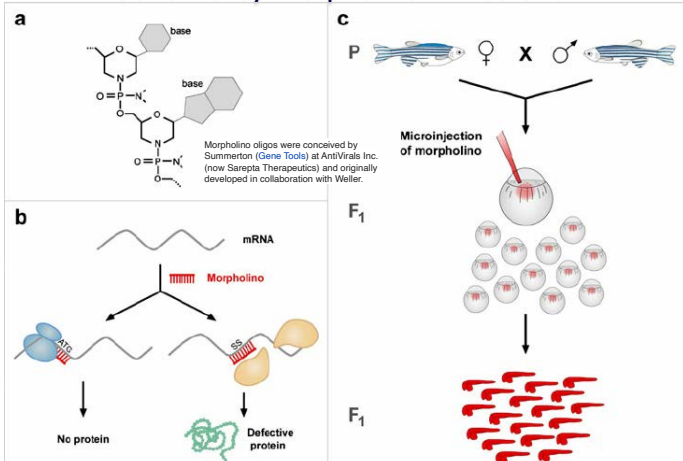 a
base
O
N
O=P–N
O
base
O
N
O=P–N
O
Morpholino oligos were conceived by
Summerton (Gene Tools) at AntiVirals Inc.
(now Sarepta Therapeutics) and originally
developed in collaboration with Weller.
b
mRNA
Morpholino
ATG
SS
No protein
Defective
protein
c
P
♀ X ♂
Microinjection
of morpholino
F₁
F₁